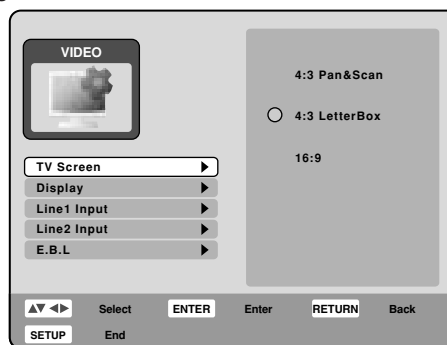 VIDEO
TV Screen
Display
Line1 Input
Line2 Input
E.B.L
4:3 Pan&Scan
4:3 LetterBox
16:9
Select ENTER Enter RETURN Back
SETUP End